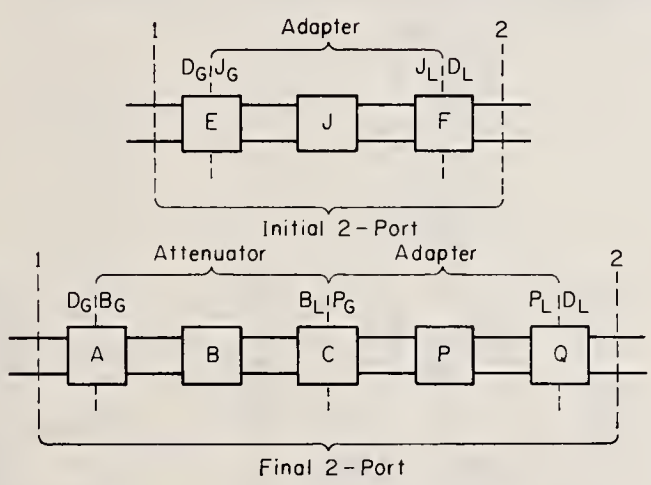 1 Adapter 2
D_G J_G J_L D_L
E J F
Initial 2-Port
1 Attenuator Adapter 2
D_G B_G B_L P_G P_L D_L
A B C P Q
Final 2-Port